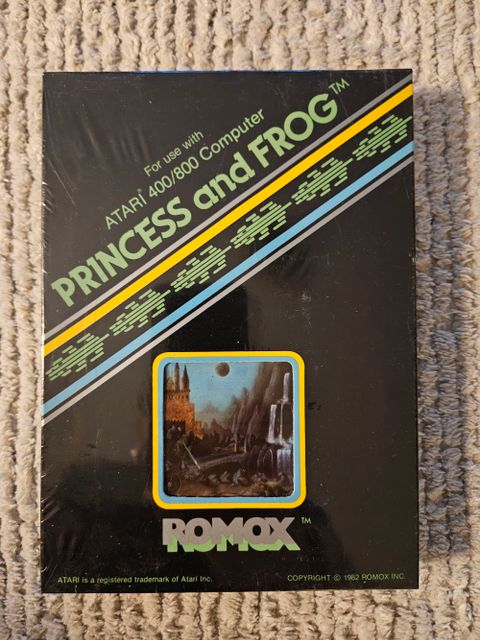 For use with
ATARI® 400/800 Computer
PRINCESS and FROG™
ROMOX™
ATARI is a registered trademark of Atari Inc.
COPYRIGHT © 1982 ROMOX INC.